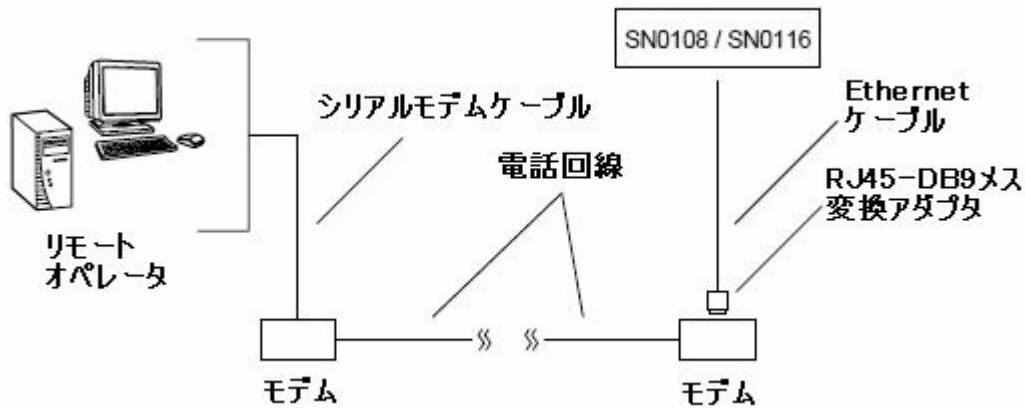 SN0108 / SN0116
シリアルモデムケーブル
Ethernet
ケーブル
電話回線
RJ45-DB9メス
変換アダプタ
リモート
オペレータ
モデム
モデム